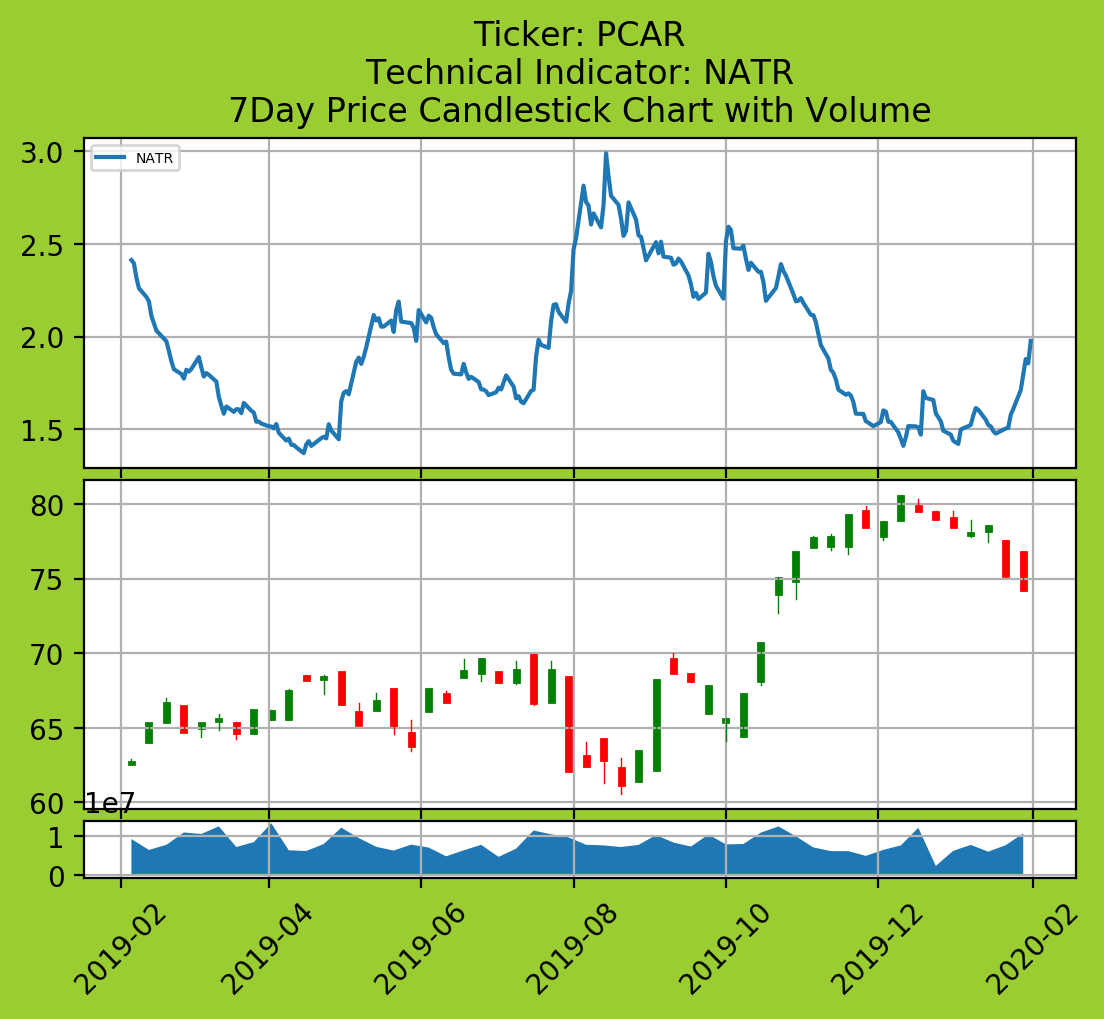 Ticker: PCAR
Technical Indicator: NATR
7Day Price Candlestick Chart with Volume
NATR
3.0
2.5
2.0
1.5
80
75
70
65
60
1e7
1
0
2019-02 2019-04 2019-06 2019-08 2019-10 2019-12 2020-02